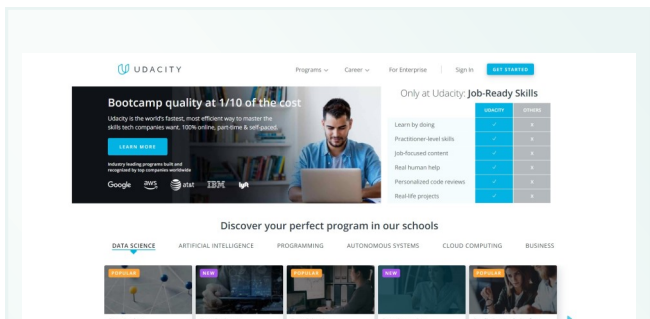 UDACITY
Programs
Career
For Enterprise
Sign In
GET STARTED
Bootcamp quality at 1/10 of the cost
Udacity is the world's fastest, most efficient way to master the
skills tech companies want. 100% online, part-time & self-paced.
LEARN MORE
Industry leading programs built and
recognized by top companies worldwide
Google
aws
at&t
IBM
lyft
Only at Udacity: Job-Ready Skills
UDACITY
OTHERS
Learn by doing
Practitioner-level skills
Job-focused content
Real human help
Personalized code reviews
Real-life projects
Discover your perfect program in our schools
DATA SCIENCE
ARTIFICIAL INTELLIGENCE
PROGRAMMING
AUTONOMOUS SYSTEMS
CLOUD COMPUTING
BUSINESS
POPULAR
NEW
POPULAR
NEW
POPULAR